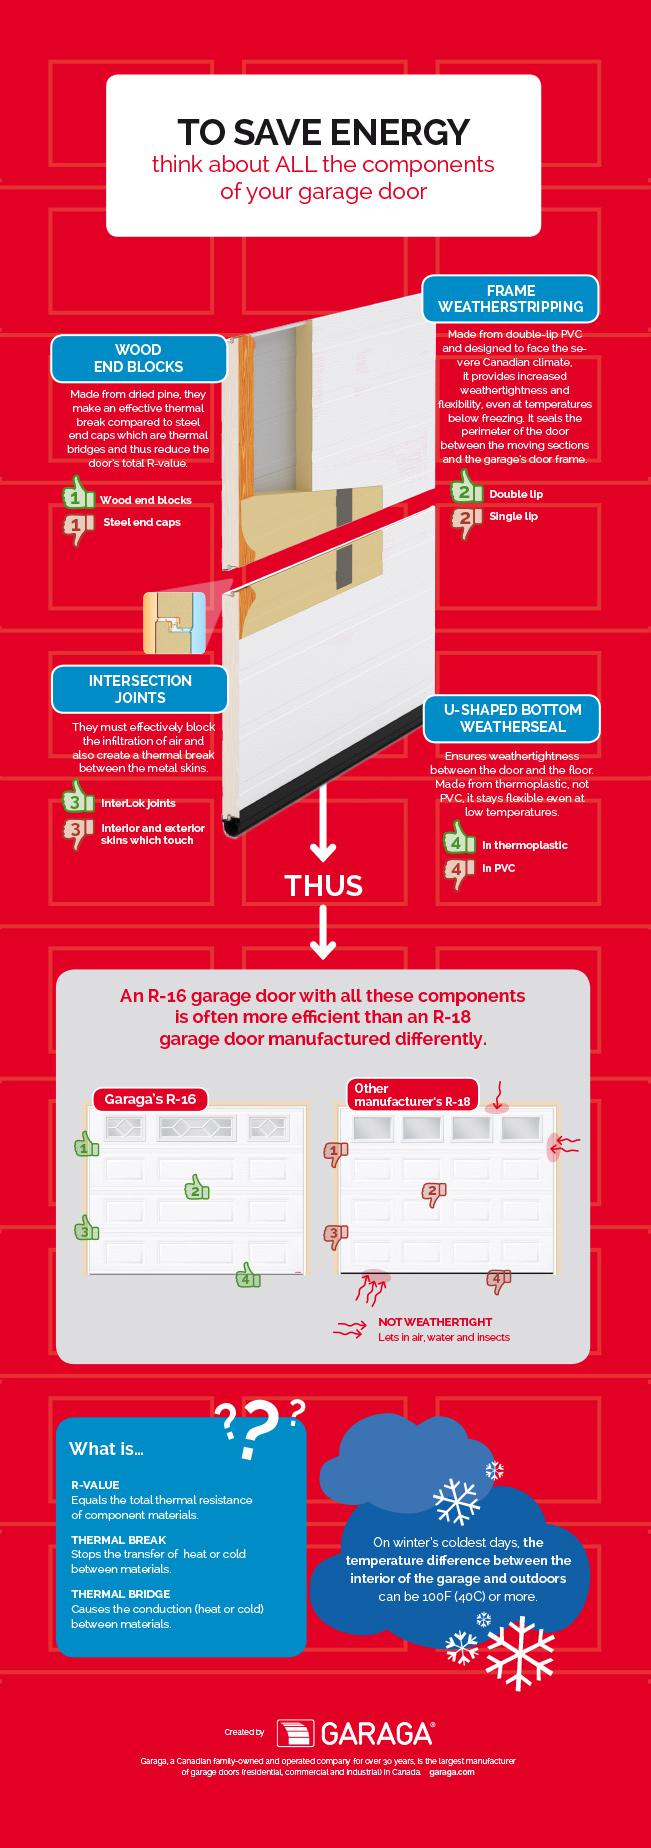 TO SAVE ENERGY
think about ALL the components
of your garage door
FRAME
WEATHERSTRIPPING
Made from double-lip PVC
and designed to face the se-
vere Canadian climate,
it provides increased
weathertightness and
flexibility, even at temperatures
below freezing. It seals the
perimeter of the door
between the moving sections
and the garage's door frame.
2 Double lip
2 Single lip
WOOD
END BLOCKS
Made from dried pine, they
make an effective thermal
break compared to steel
end caps which are thermal
bridges and thus reduce the
door's total R-value.
1 Wood end blocks
1 Steel end caps
INTERSECTION
JOINTS
They must effectively block
the infiltration of air and
also create a thermal break
between the metal skins.
3 InterLok joints
3 Interior and exterior
skins which touch
U-SHAPED BOTTOM
WEATHERSEAL
Ensures weathertightness
between the door and the floor.
Made from thermoplastic, not
PVC, it stays flexible even at
low temperatures.
4 In thermoplastic
4 In PVC
THUS
An R-16 garage door with all these components
is often more efficient than an R-18
garage door manufactured differently.
Garaga's R-16
1
2
3
4
Other
manufacturer's R-18
1
2
3
4
NOT WEATHERTIGHT
Lets in air, water and insects
???
What is...
R-VALUE
Equals the total thermal resistance
of component materials.
THERMAL BREAK
Stops the transfer of heat or cold
between materials.
THERMAL BRIDGE
Causes the conduction (heat or cold)
between materials.
On winter's coldest days, the
temperature difference between the
interior of the garage and outdoors
can be 100F (40C) or more.
Created by GARAGA®
Garaga, a Canadian family-owned and operated company for over 30 years, is the largest manufacturer
of garage doors (residential, commercial and industrial) in Canada. garaga.com